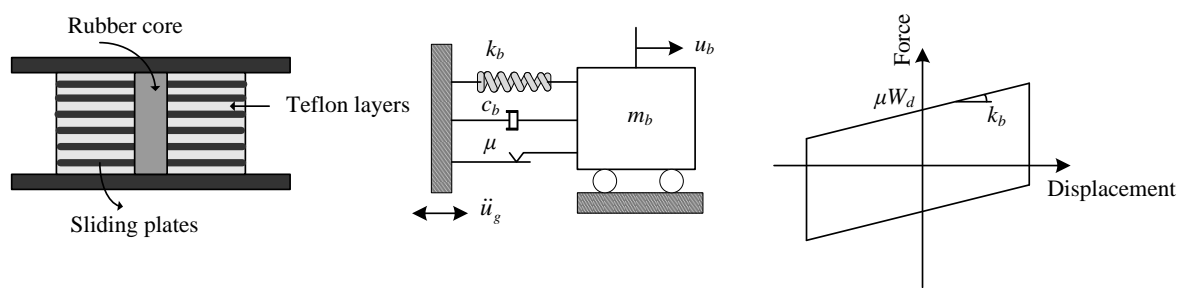 Rubber core
Teflon layers
Sliding plates
k_b
c_b
μ
ü_g
m_b
u_b
Force
μW_d
k_b
Displacement